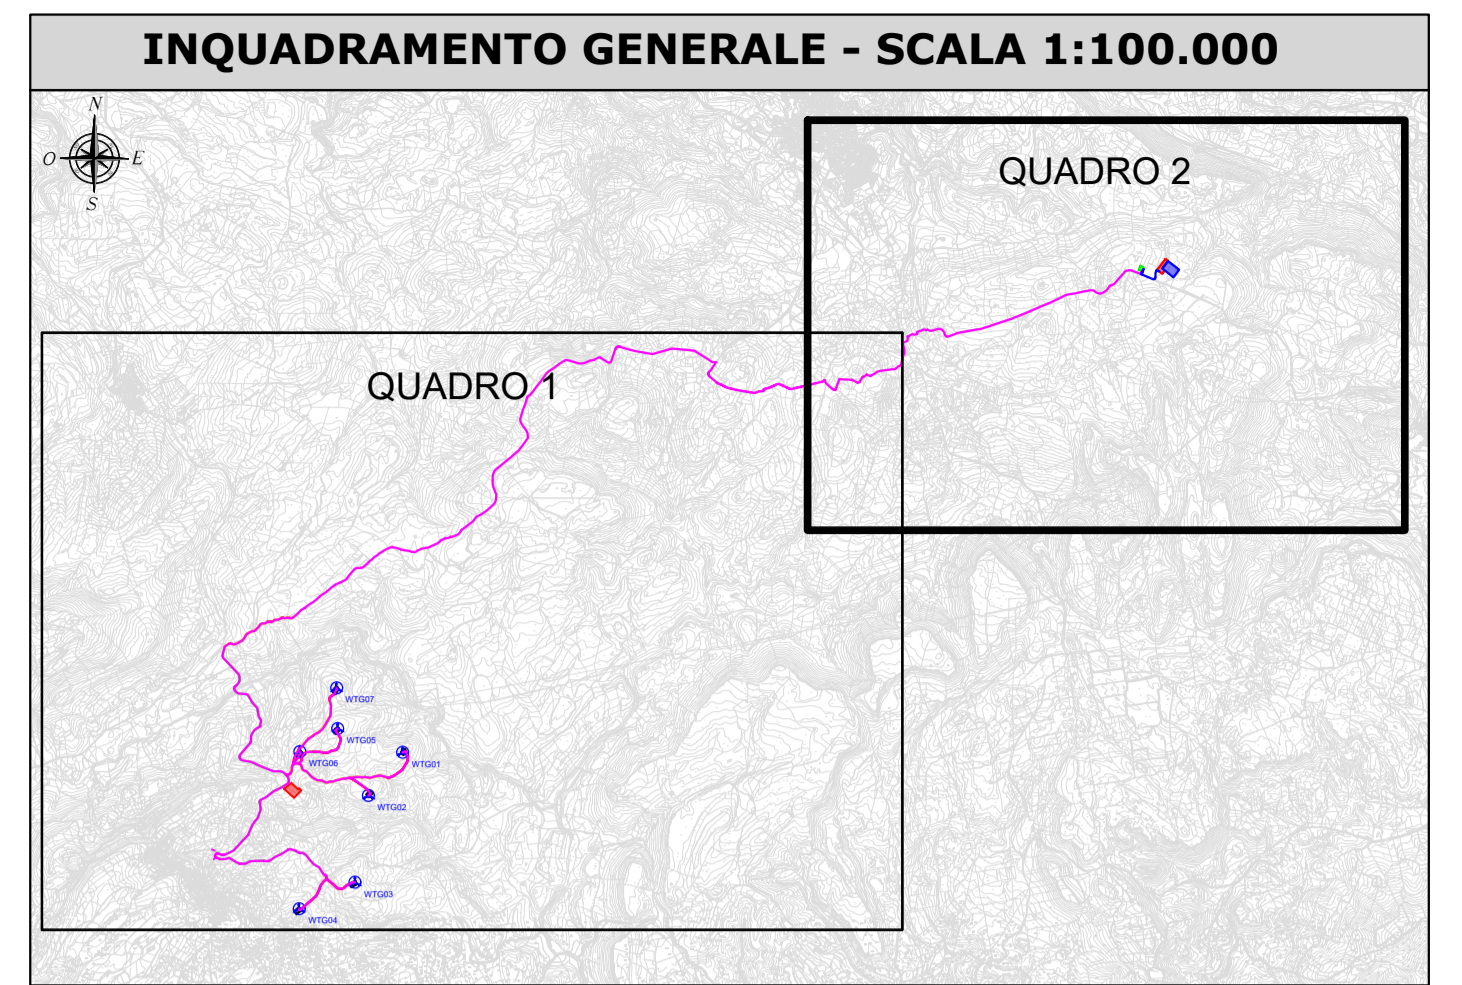 INQUADRAMENTO GENERALE - SCALA 1:100.000
N
O E
S
QUADRO 2
QUADRO 1
WTG07
WTG05
WTG06
WTG01
WTG02
WTG03
WTG04